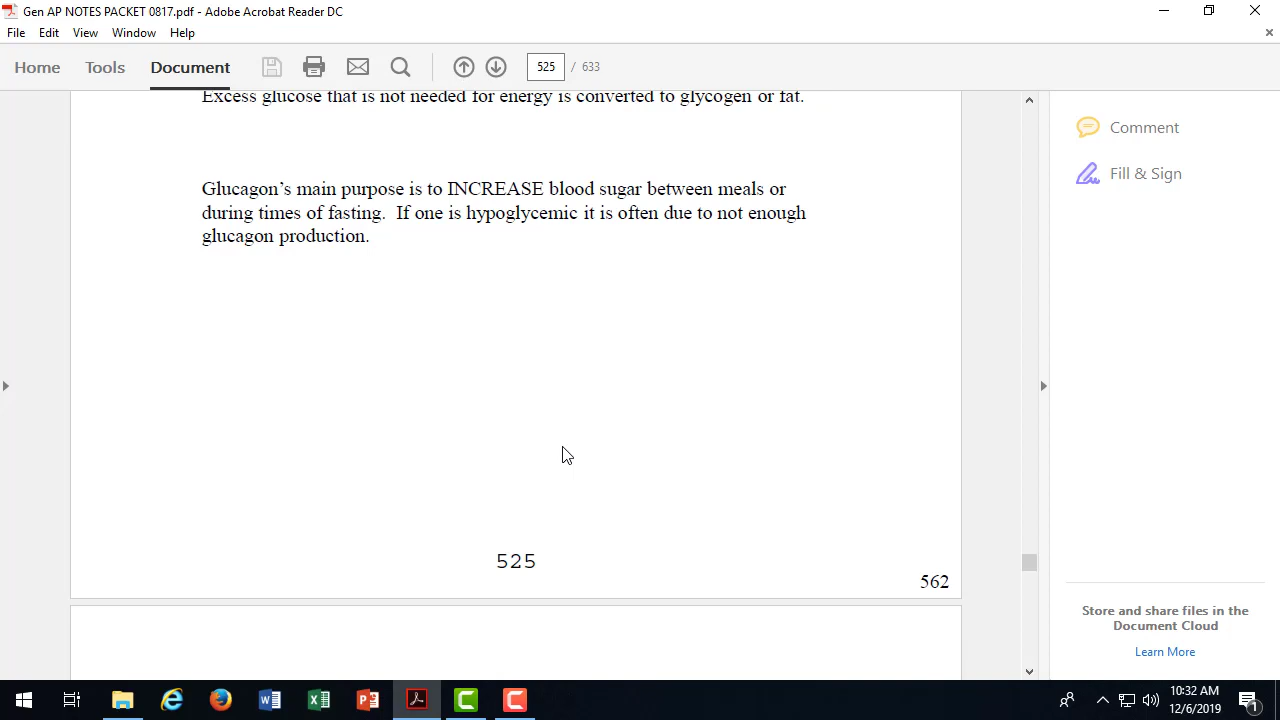 Gen AP NOTES PACKET 0817.pdf - Adobe Acrobat Reader DC
File Edit View Window Help
Home Tools Document 525 / 633
Excess glucose that is not needed for energy is converted to glycogen or fat.
Comment
Fill & Sign
Glucagon’s main purpose is to INCREASE blood sugar between meals or
during times of fasting.  If one is hypoglycemic it is often due to not enough
glucagon production.
525
562
Store and share files in the
Document Cloud
Learn More
10:32 AM
12/6/2019
1